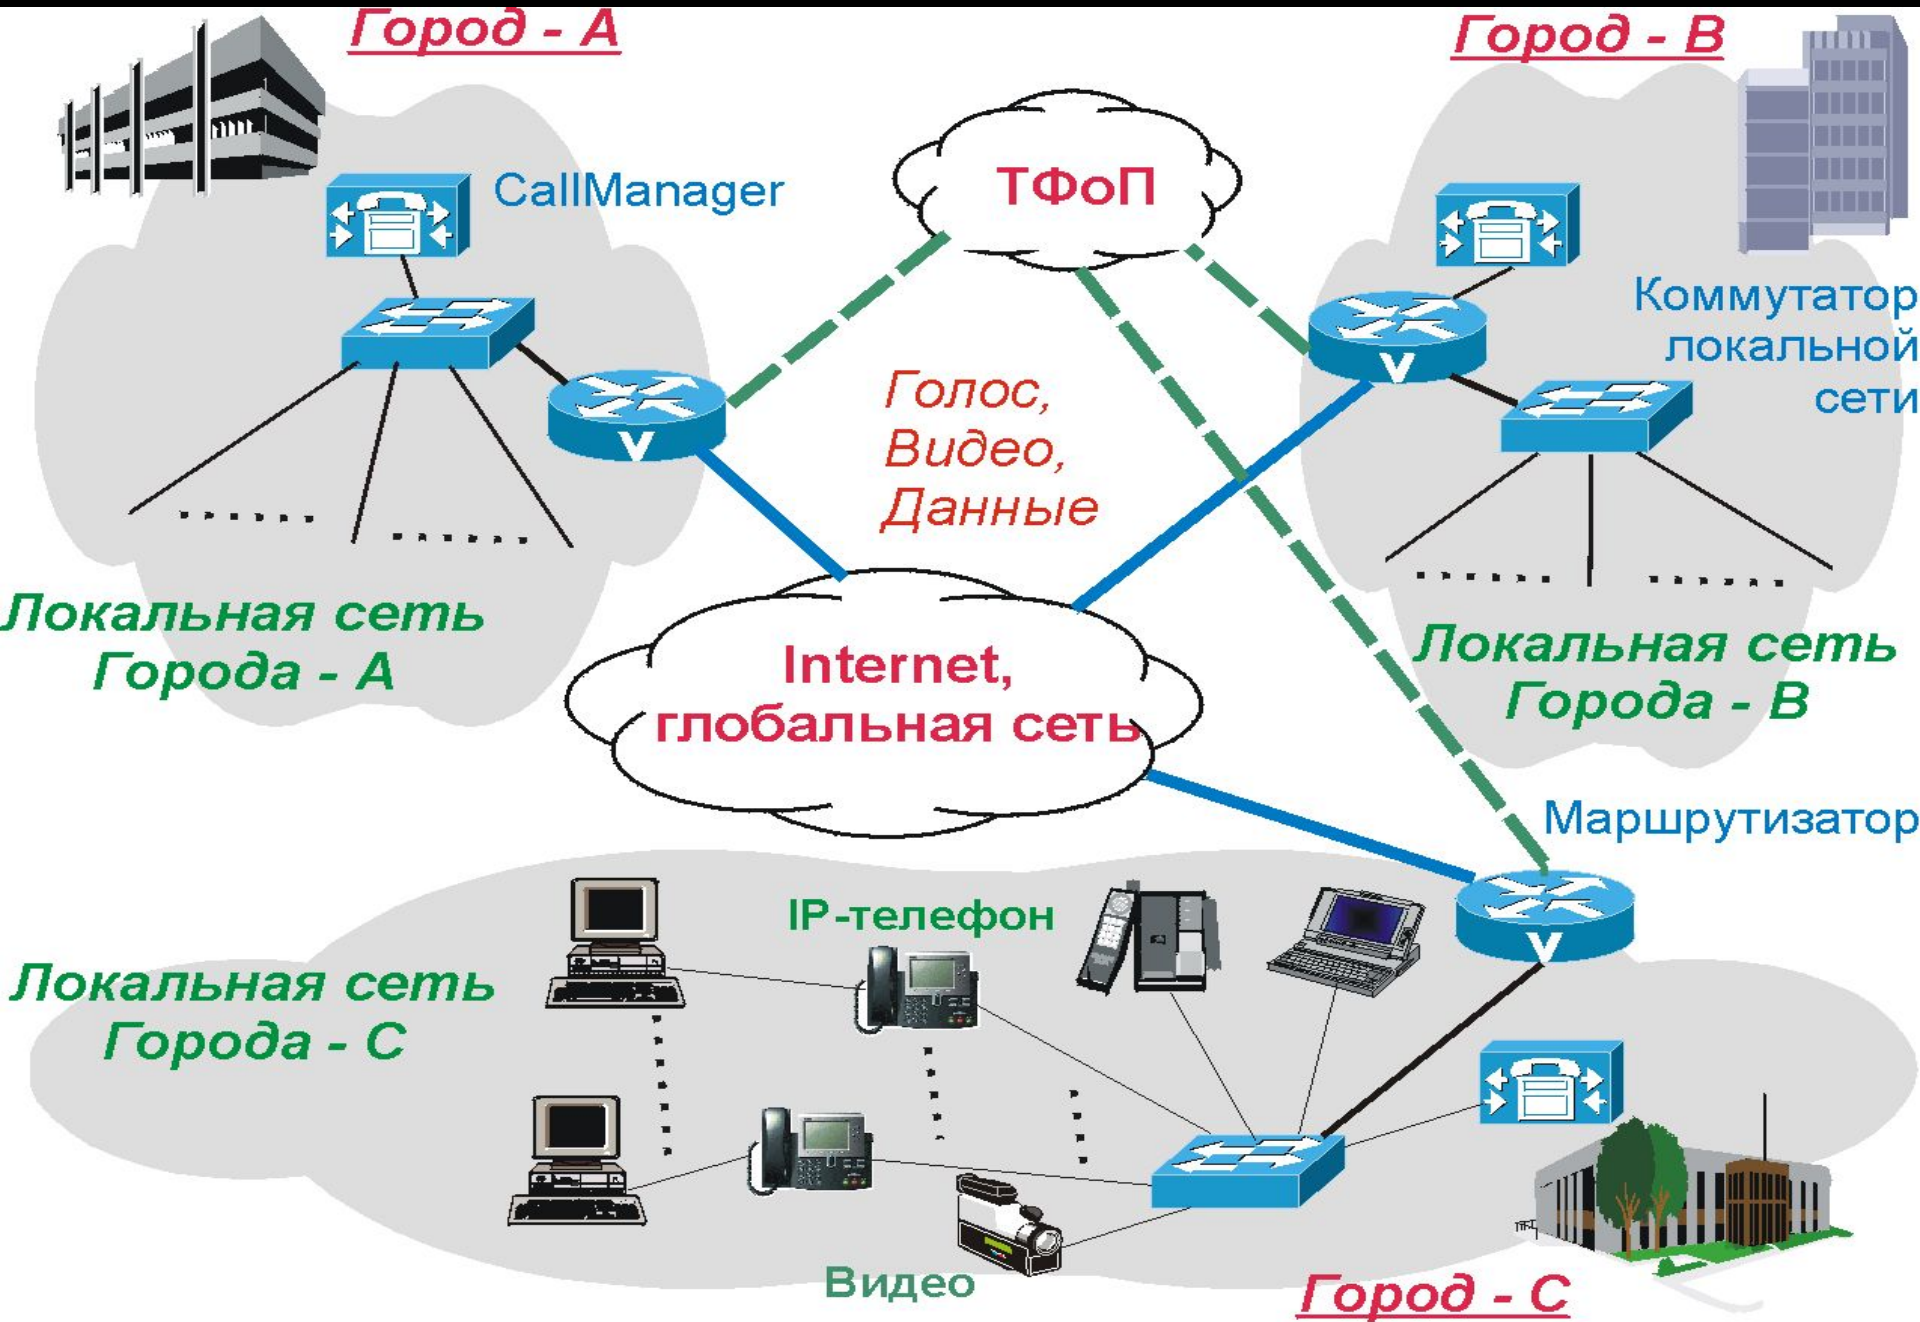 Город - А
Город - В
CallManager
ТФоП
Коммутатор
локальной
сети
Голос,
Видео,
Данные
V
V
Локальная сеть
Города - А
Internet,
глобальная сеть
Локальная сеть
Города - В
Маршрутизатор
IP-телефон
V
Локальная сеть
Города - С
Видео
Город - С